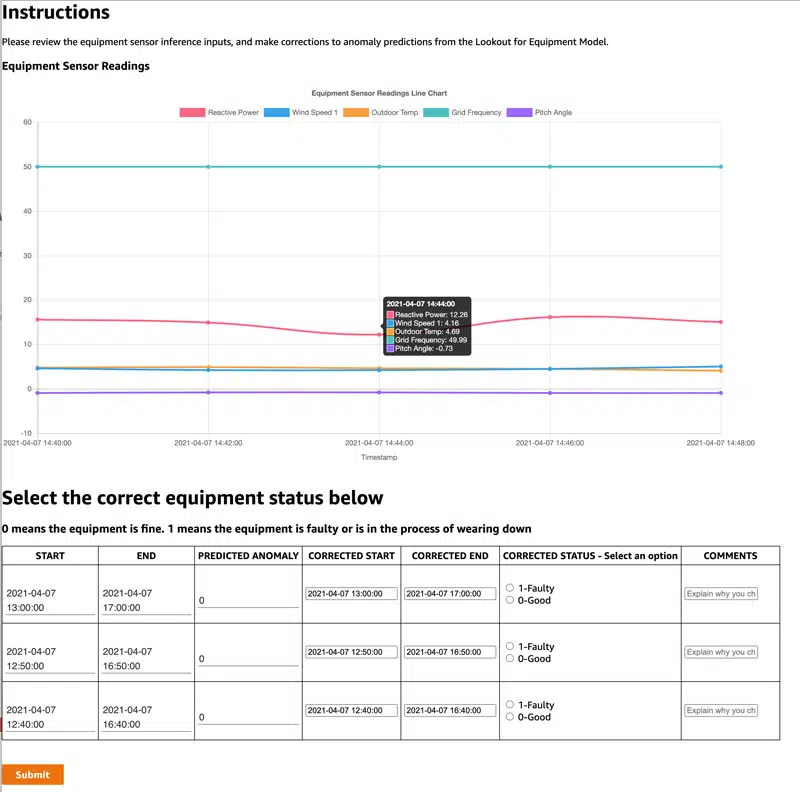 Instructions
Please review the equipment sensor inference inputs, and make corrections to anomaly predictions from the Lookout for Equipment Model.
Equipment Sensor Readings
Equipment Sensor Readings Line Chart
Reactive Power Wind Speed 1 Outdoor Temp Grid Frequency Pitch Angle
60
50
40
30
20
10
0
-10
2021-04-07 14:44:00
Reactive Power: 12.26
Wind Speed 1: 4.16
Outdoor Temp: 4.69
Grid Frequency: 49.99
Pitch Angle: -0.73
2021-04-07 14:40:00 2021-04-07 14:42:00 2021-04-07 14:44:00 2021-04-07 14:46:00 2021-04-07 14:48:00
Timestamp
Select the correct equipment status below
0 means the equipment is fine. 1 means the equipment is faulty or is in the process of wearing down
START END PREDICTED ANOMALY CORRECTED START CORRECTED END CORRECTED STATUS - Select an option COMMENTS
2021-04-07 13:00:00 2021-04-07 17:00:00 0 2021-04-07 13:00:00 2021-04-07 17:00:00 1-Faulty 0-Good Explain why you ch
2021-04-07 12:50:00 2021-04-07 16:50:00 0 2021-04-07 12:50:00 2021-04-07 16:50:00 1-Faulty 0-Good Explain why you ch
2021-04-07 12:40:00 2021-04-07 16:40:00 0 2021-04-07 12:40:00 2021-04-07 16:40:00 1-Faulty 0-Good Explain why you ch
Submit